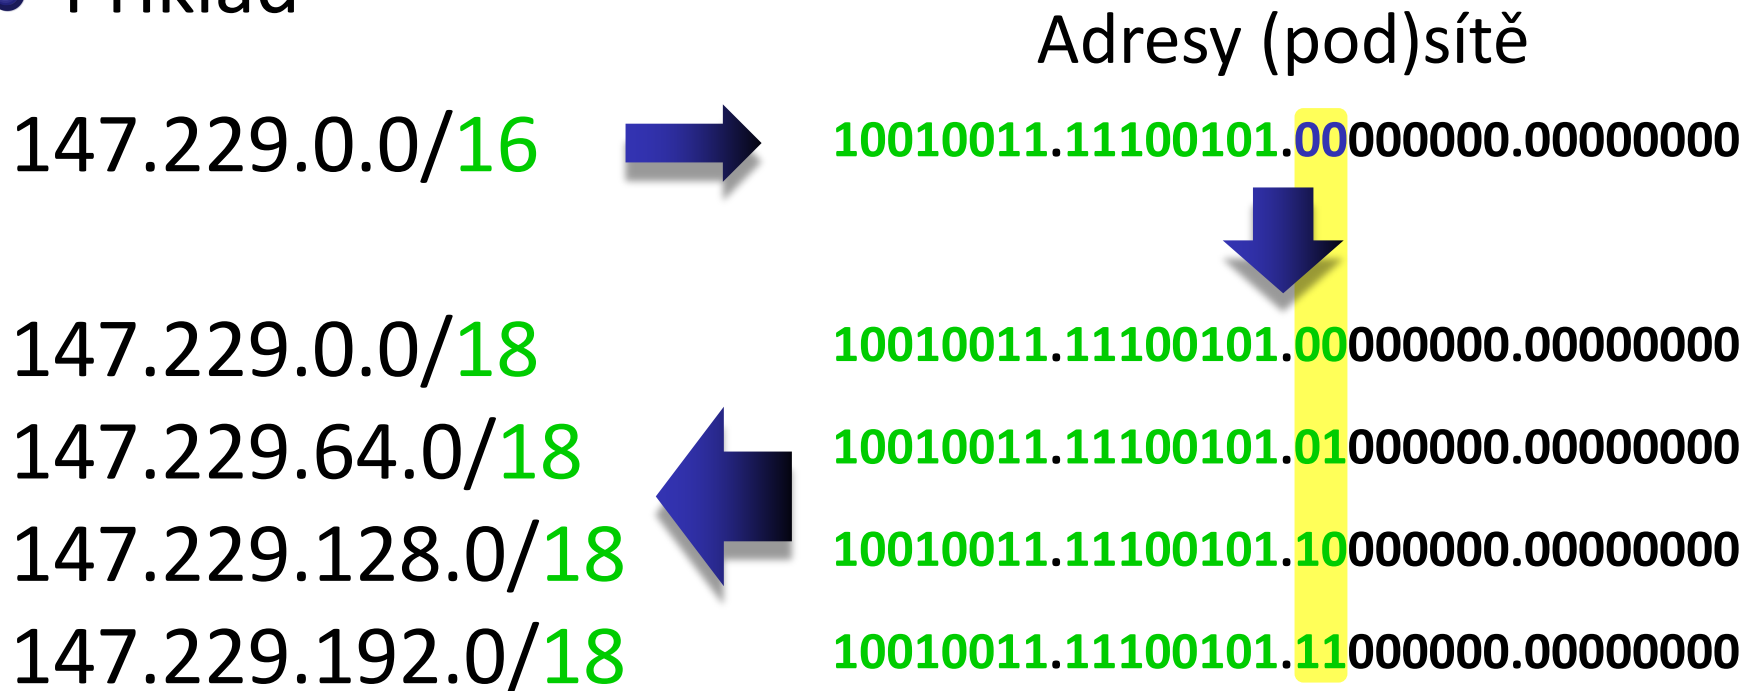 Příklad
Adresy (pod)sítě
147.229.0.0/16 10010011.11100101.00000000.00000000
147.229.0.0/18 10010011.11100101.00000000.00000000
147.229.64.0/18 10010011.11100101.01000000.00000000
147.229.128.0/18 10010011.11100101.10000000.00000000
147.229.192.0/18 10010011.11100101.11000000.00000000